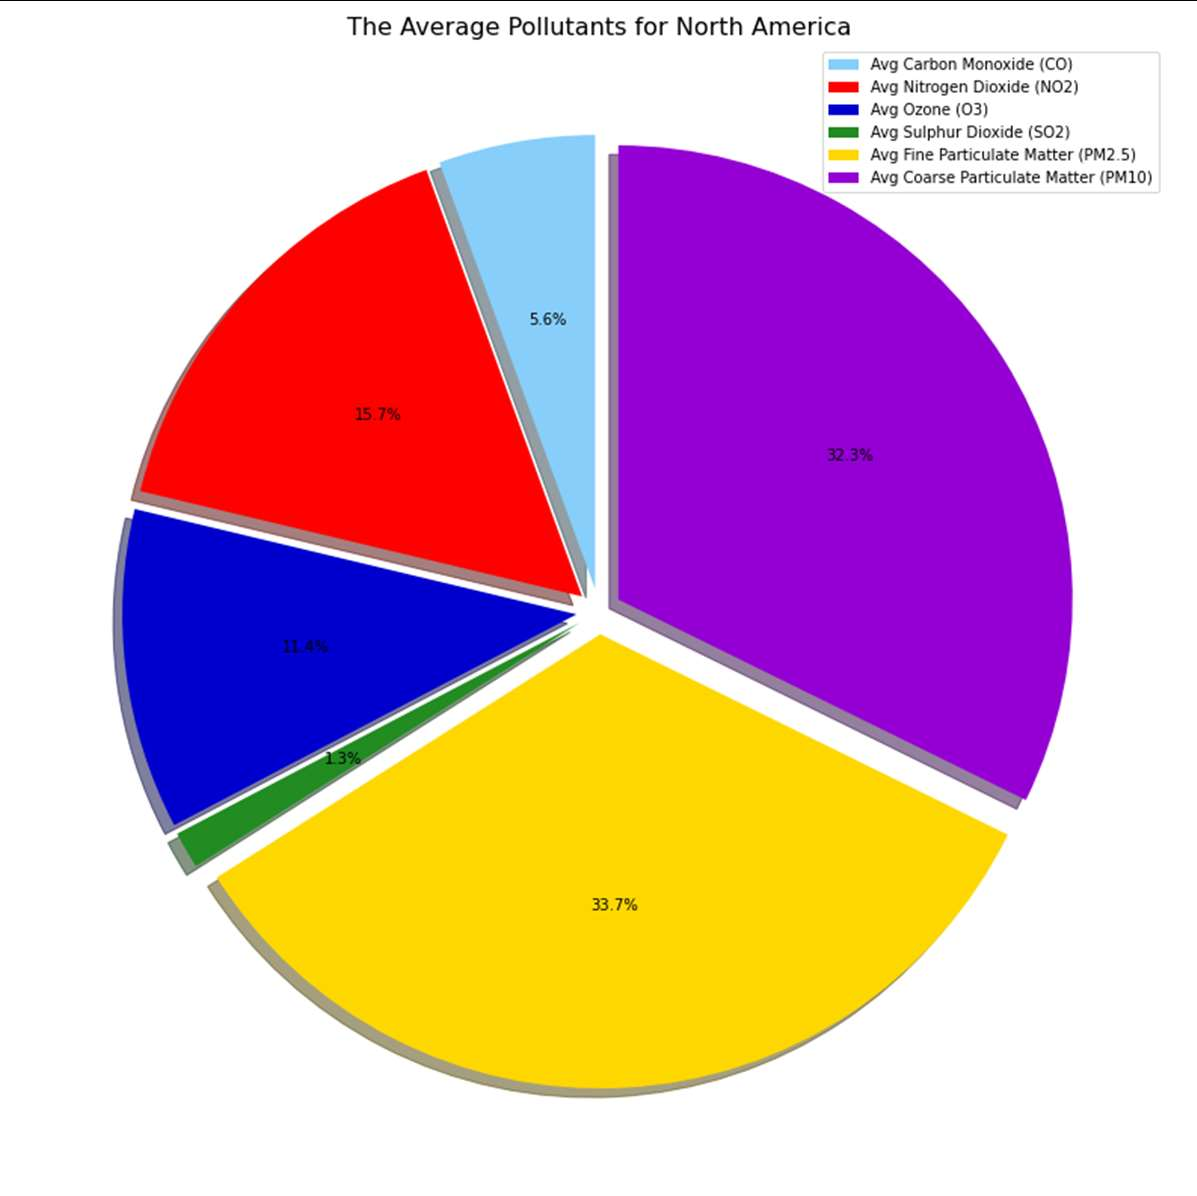 The Average Pollutants for North America
Avg Carbon Monoxide (CO)
Avg Nitrogen Dioxide (NO2)
Avg Ozone (O3)
Avg Sulphur Dioxide (SO2)
Avg Fine Particulate Matter (PM2.5)
Avg Coarse Particulate Matter (PM10)
5.6%
15.7%
32.3%
11.4%
1.3%
33.7%